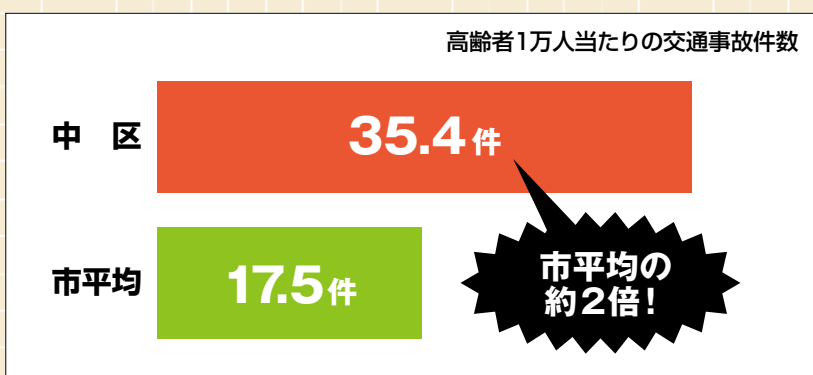 高齢者1万人当たりの交通事故件数
中　区
35.4件
市平均
17.5件
市平均の
約2倍！